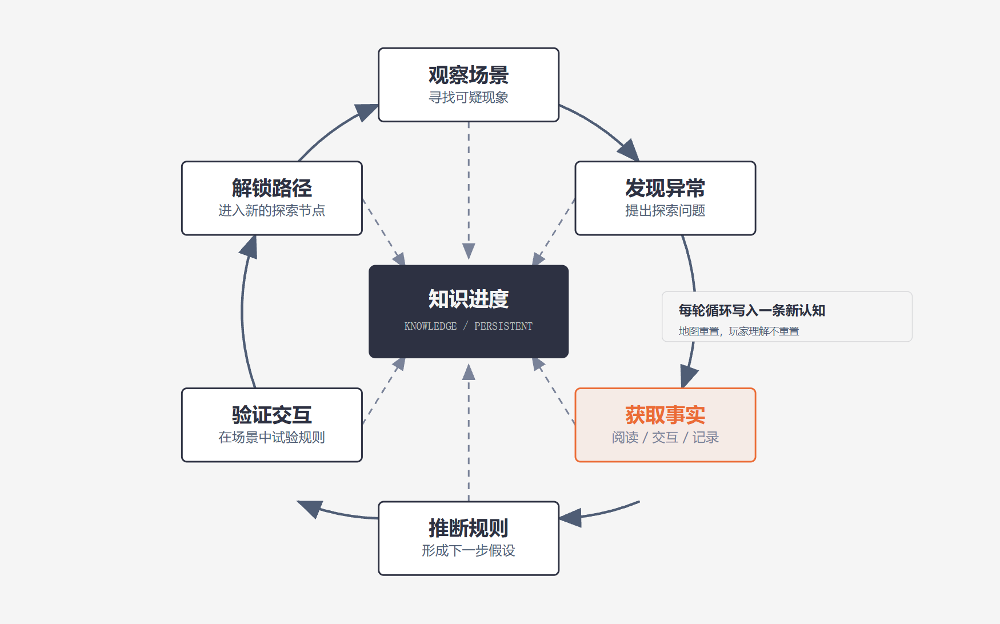 观察场景
寻找可疑现象
解锁路径
进入新的探索节点
发现异常
提出探索问题
知识进度
KNOWLEDGE / PERSISTENT
每轮循环写入一条新认知
地图重置，玩家理解不重置
验证交互
在场景中试验规则
获取事实
阅读 / 交互 / 记录
推断规则
形成下一步假设